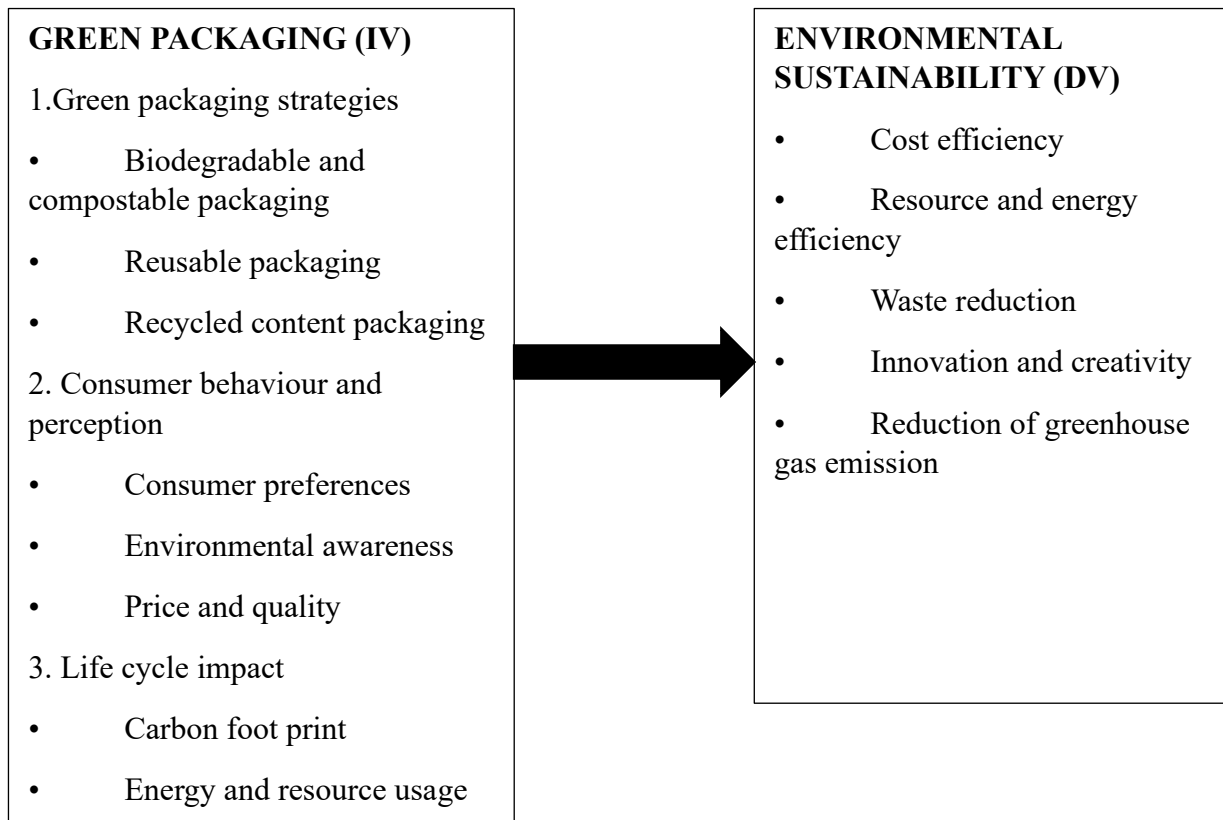 GREEN PACKAGING (IV)
1.Green packaging strategies
• Biodegradable and
compostable packaging
• Reusable packaging
• Recycled content packaging
2. Consumer behaviour and
perception
• Consumer preferences
• Environmental awareness
• Price and quality
3. Life cycle impact
• Carbon foot print
• Energy and resource usage
ENVIRONMENTAL
SUSTAINABILITY (DV)
• Cost efficiency
• Resource and energy
efficiency
• Waste reduction
• Innovation and creativity
• Reduction of greenhouse
gas emission